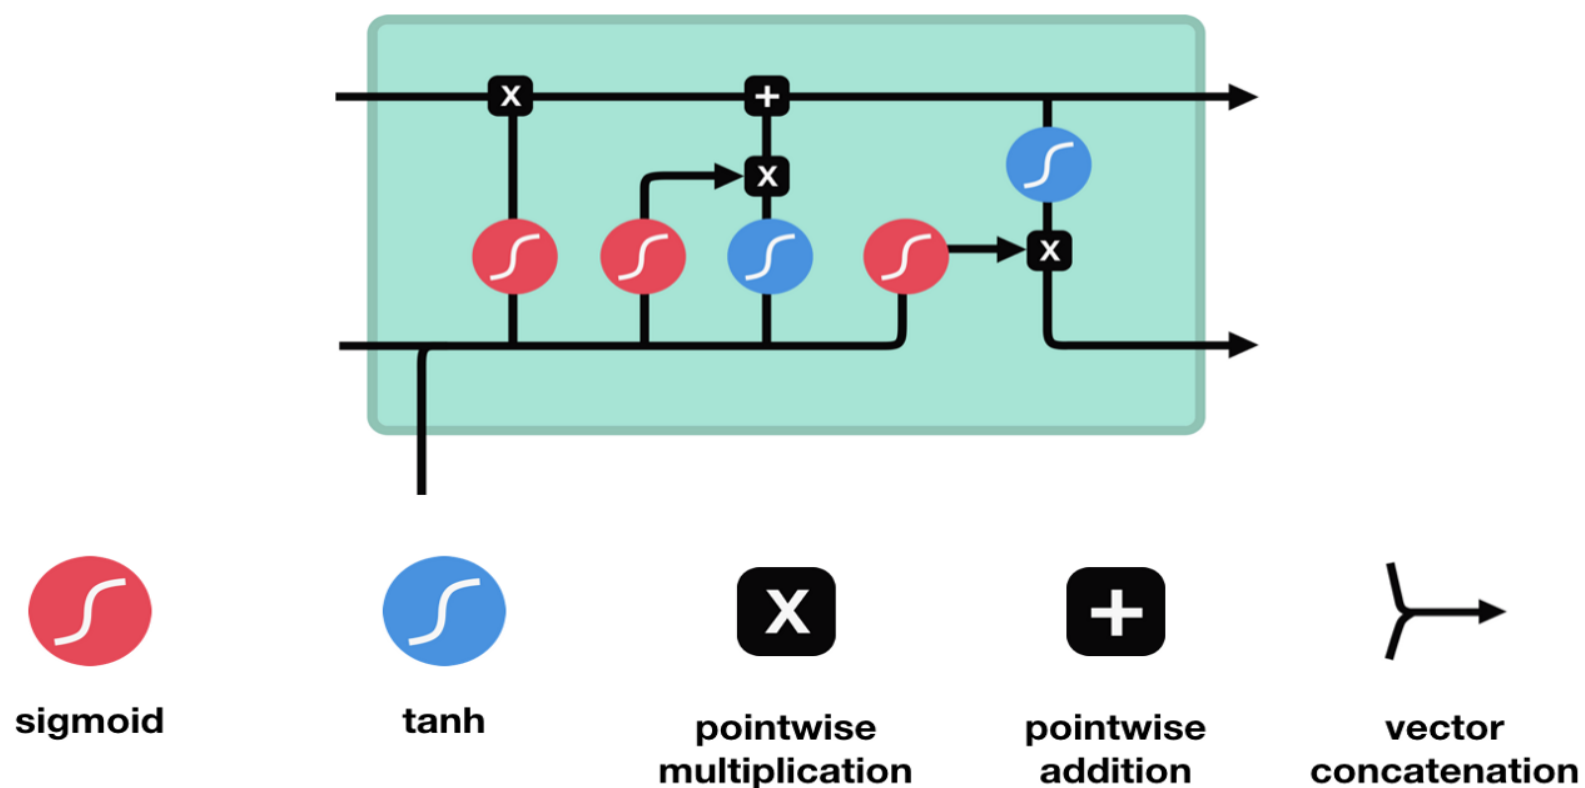 X
+
X
X
X
+
sigmoid
tanh
pointwise
multiplication
pointwise
addition
vector
concatenation